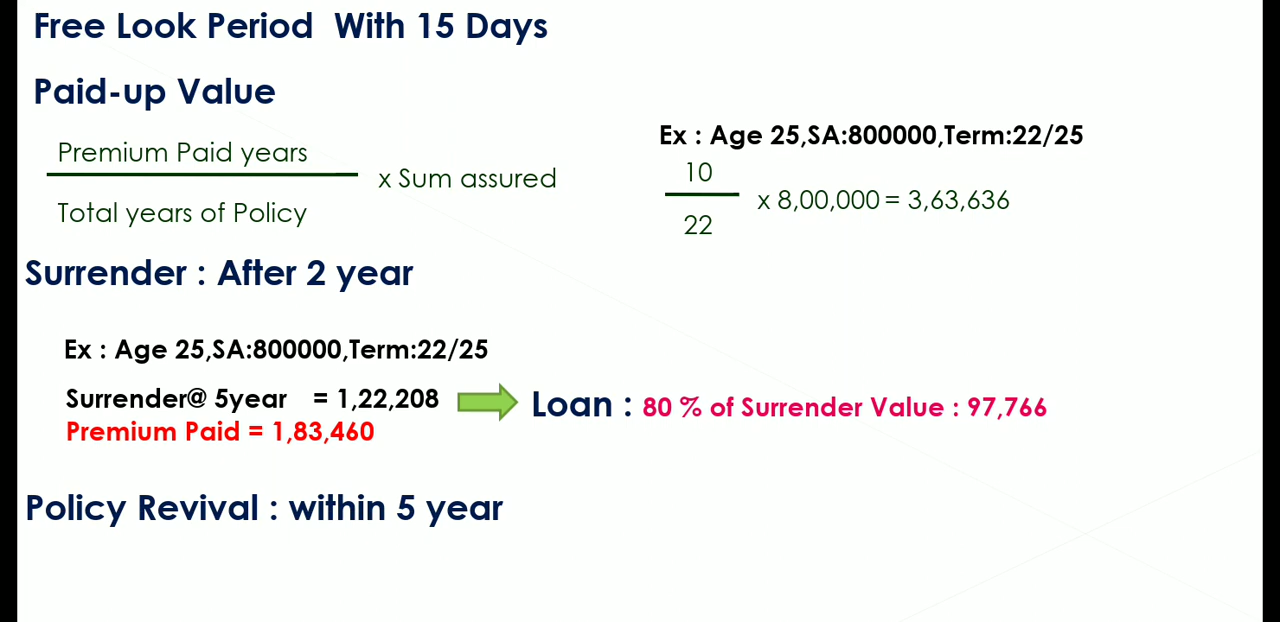 Free Look Period With 15 Days
Paid-up Value
Premium Paid years
Total years of Policy
x Sum assured
Ex : Age 25,SA:800000,Term:22/25
10
22
x 8,00,000 = 3,63,636
Surrender : After 2 year
Ex : Age 25,SA:800000,Term:22/25
Surrender@ 5year = 1,22,208
Premium Paid = 1,83,460
Loan : 80 % of Surrender Value : 97,766
Policy Revival : within 5 year